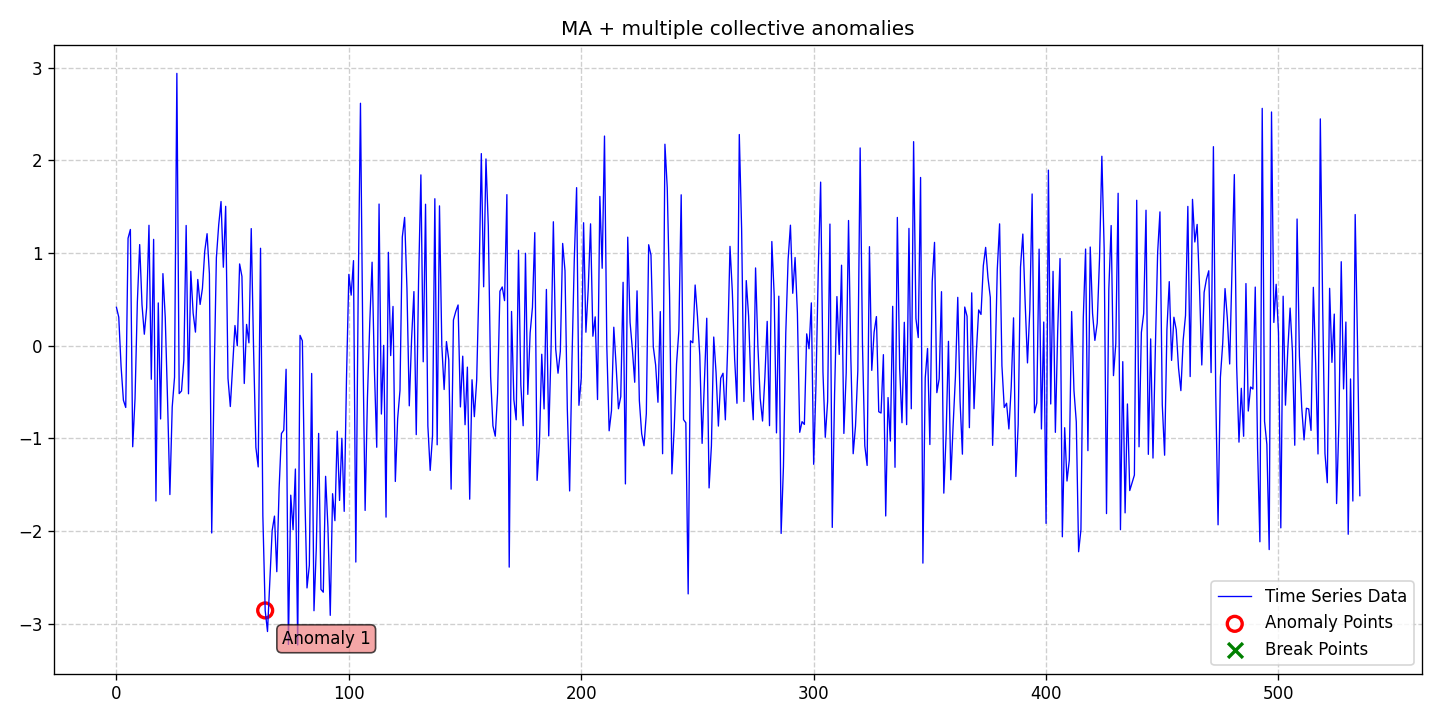 MA + multiple collective anomalies
3
2
1
0
−1
−2
−3
Anomaly 1
Time Series Data
Anomaly Points
Break Points
0
100
200
300
400
500